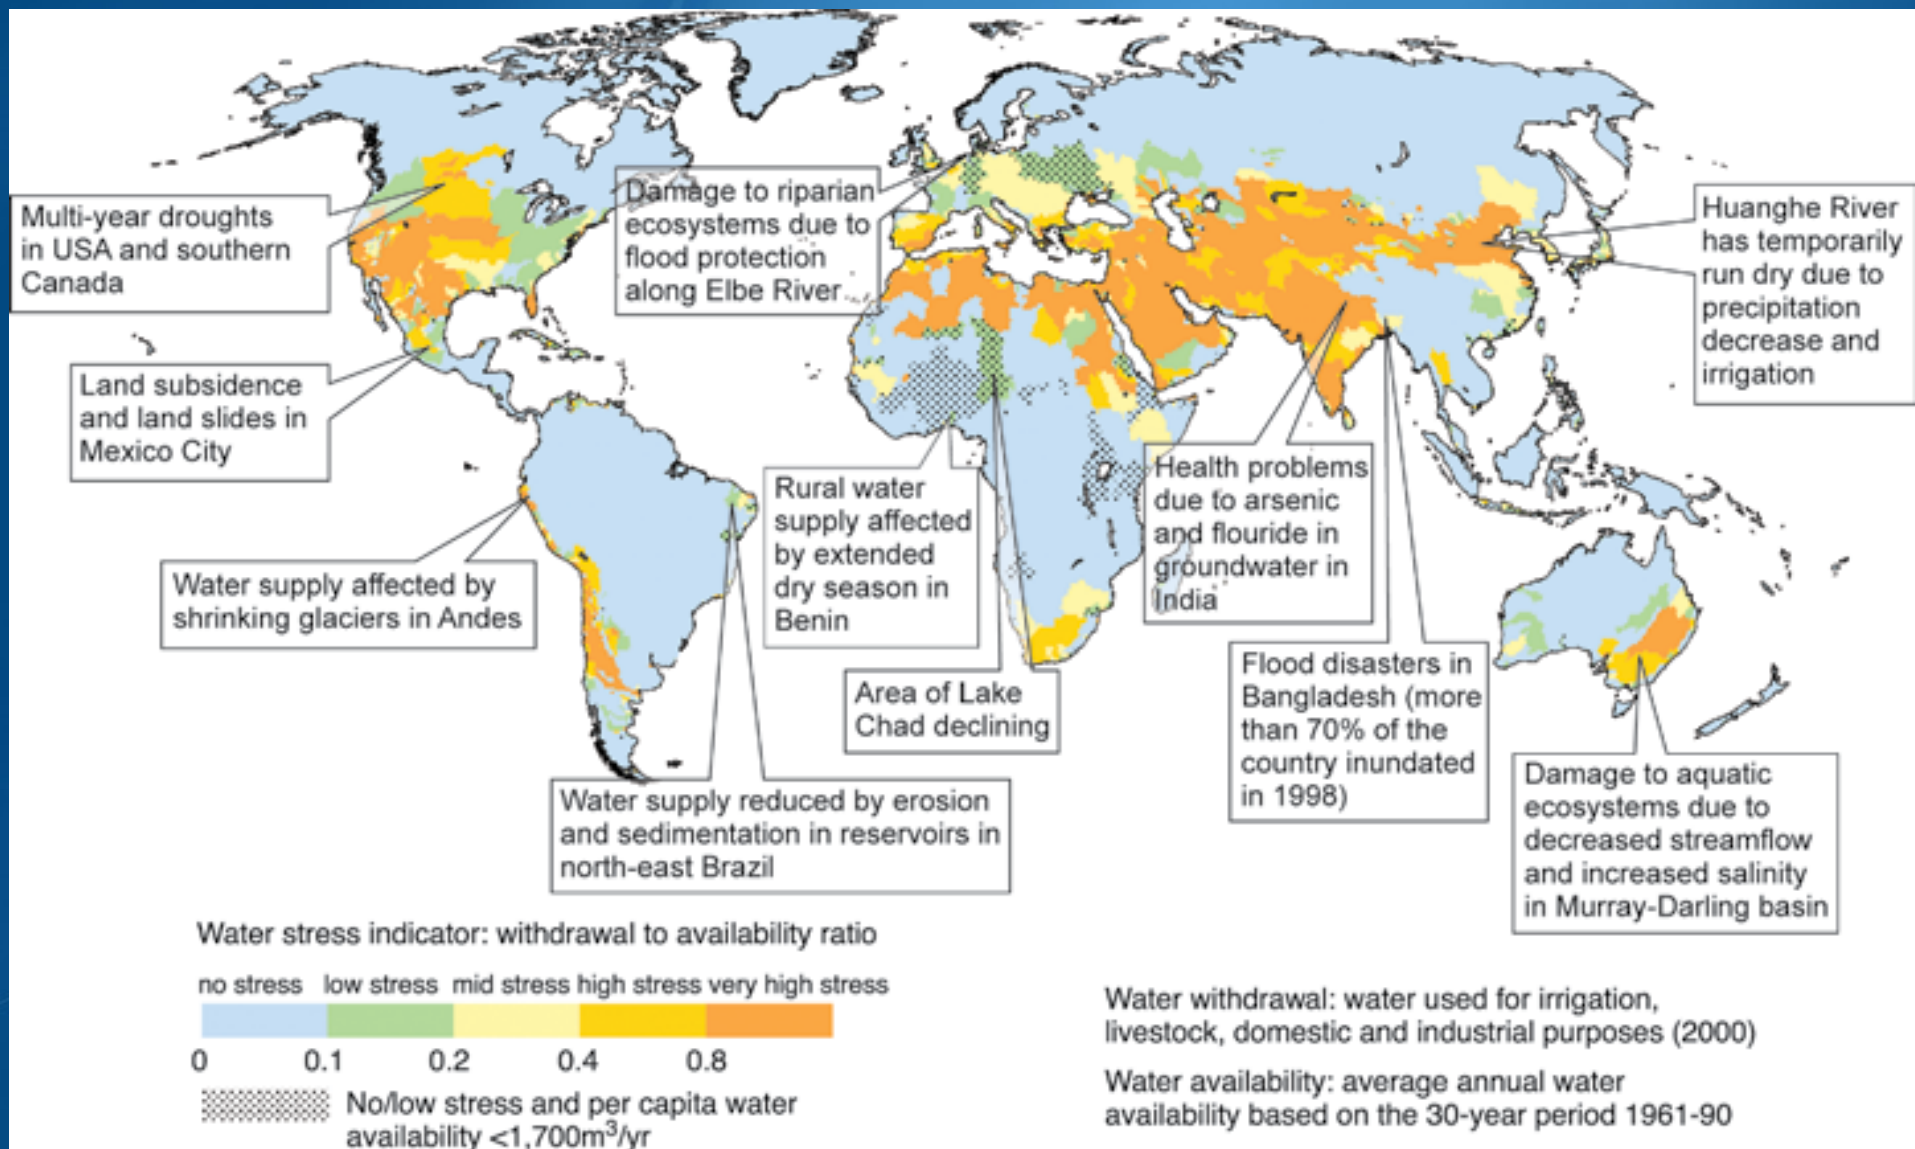 Multi-year droughts
in USA and southern
Canada
Land subsidence
and land slides in
Mexico City
Water supply affected by
shrinking glaciers in Andes
Water supply reduced by erosion
and sedimentation in reservoirs in
north-east Brazil
Damage to riparian
ecosystems due to
flood protection
along Elbe River
Rural water
supply affected
by extended
dry season in
Benin
Area of Lake
Chad declining
Health problems
due to arsenic
and flouride in
groundwater in
India
Flood disasters in
Bangladesh (more
than 70% of the
country inundated
in 1998)
Huanghe River
has temporarily
run dry due to
precipitation
decrease and
irrigation
Damage to aquatic
ecosystems due to
decreased streamflow
and increased salinity
in Murray-Darling basin
Water stress indicator: withdrawal to availability ratio
no stress low stress mid stress high stress very high stress
0 0.1 0.2 0.4 0.8
No/low stress and per capita water
availability <1,700m³/yr
Water withdrawal: water used for irrigation,
livestock, domestic and industrial purposes (2000)
Water availability: average annual water
availability based on the 30-year period 1961-90